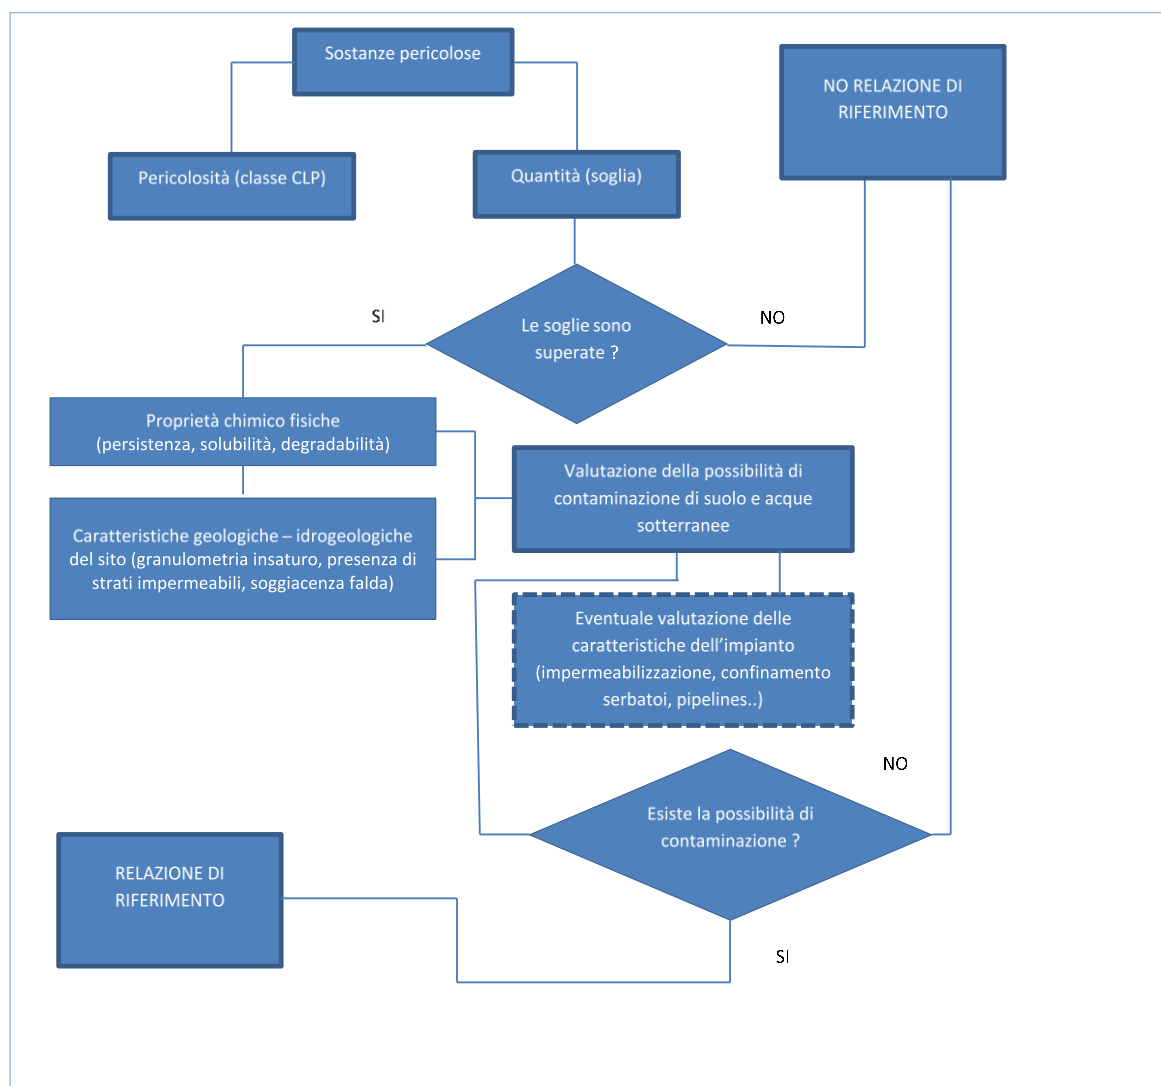 Sostanze pericolose
NO RELAZIONE DI
RIFERIMENTO
Pericolosità (classe CLP)
Quantità (soglia)
SI
NO
Le soglie sono
superate ?
Proprietà chimico fisiche
(persistenza, solubilità, degradabilità)
Valutazione della possibilità di
contaminazione di suolo e acque
sotterranee
Caratteristiche geologiche – idrogeologiche
del sito (granulometria insaturo, presenza di
strati impermeabili, soggiacenza falda)
Eventuale valutazione delle
caratteristiche dell’impianto
(impermeabilizzazione, confinamento
serbatoi, pipelines..)
NO
Esiste la possibilità di
contaminazione ?
RELAZIONE DI
RIFERIMENTO
SI